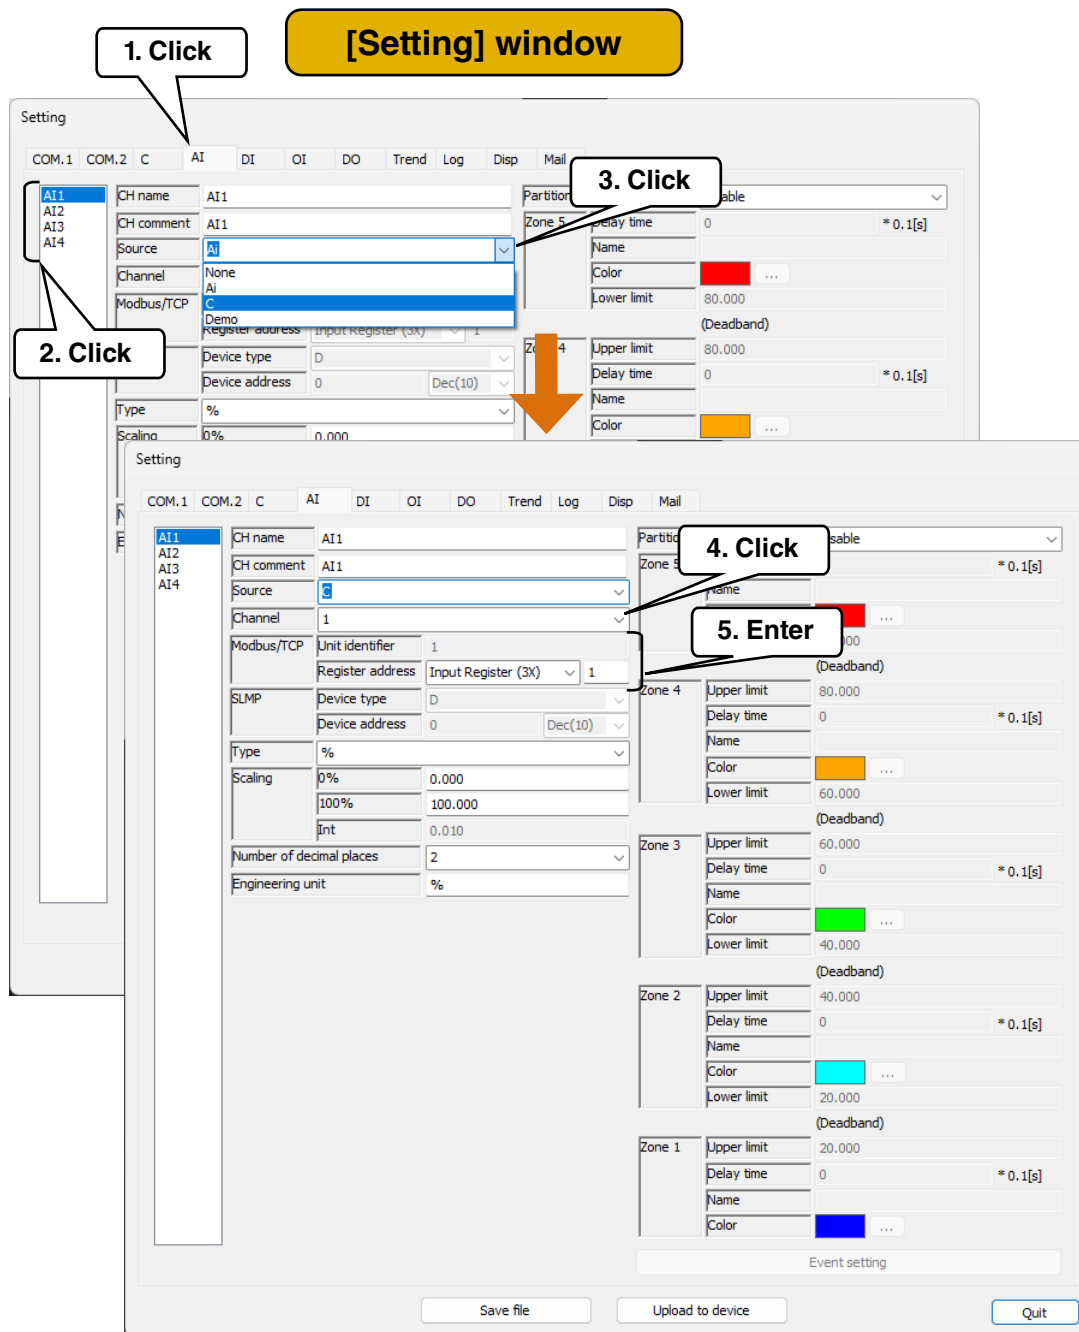 [Setting] window
1. Click
Setting
COM.1 COM.2 C AI DI OI DO Trend Log Disp Mail
3. Click
AI1
AI2
AI3
AI4
CH name AI1
CH comment AI1
Source Ai
None
Ai
C
Demo
Channel
Modbus/TCP
Register address Input Register (3X) 1
2. Click
Device type D
Device address 0 Dec(10)
Type %
Scaling 0% 0.000
Partition
Zone 5 Delay time 0 * 0.1[s]
Name
Color ...
Lower limit 80.000
(Deadband)
Upper limit 80.000
Delay time 0 * 0.1[s]
Name
Color ...
Setting
COM.1 COM.2 C AI DI OI DO Trend Log Disp Mail
AI1
AI2
AI3
AI4
CH name AI1
CH comment AI1
Source C
Channel 1
Modbus/TCP Unit identifier 1
Register address Input Register (3X) 1
SLMP Device type D
Device address 0 Dec(10)
Type %
Scaling 0% 0.000
100% 100.000
Int 0.010
Number of decimal places 2
Engineering unit %
4. Click
5. Enter
* 0.1[s]
Name
...
(Deadband)
Zone 4 Upper limit 80.000
Delay time 0 * 0.1[s]
Name
Color ...
Lower limit 60.000
(Deadband)
Zone 3 Upper limit 60.000
Delay time 0 * 0.1[s]
Name
Color ...
Lower limit 40.000
(Deadband)
Zone 2 Upper limit 40.000
Delay time 0 * 0.1[s]
Name
Color ...
Lower limit 20.000
(Deadband)
Zone 1 Upper limit 20.000
Delay time 0 * 0.1[s]
Name
Color ...
Event setting
Save file Upload to device Quit